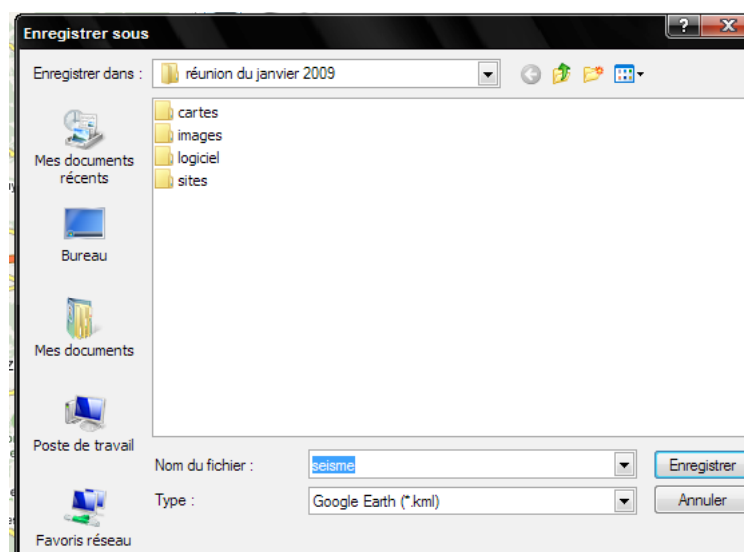 Enregistrer sous
Enregistrer dans :
réunion du janvier 2009
cartes
images
logiciel
sites
Mes documents
récents
Bureau
Mes documents
Poste de travail
Favoris réseau
Nom du fichier :
seisme
Enregistrer
Type :
Google Earth (*.kml)
Annuler